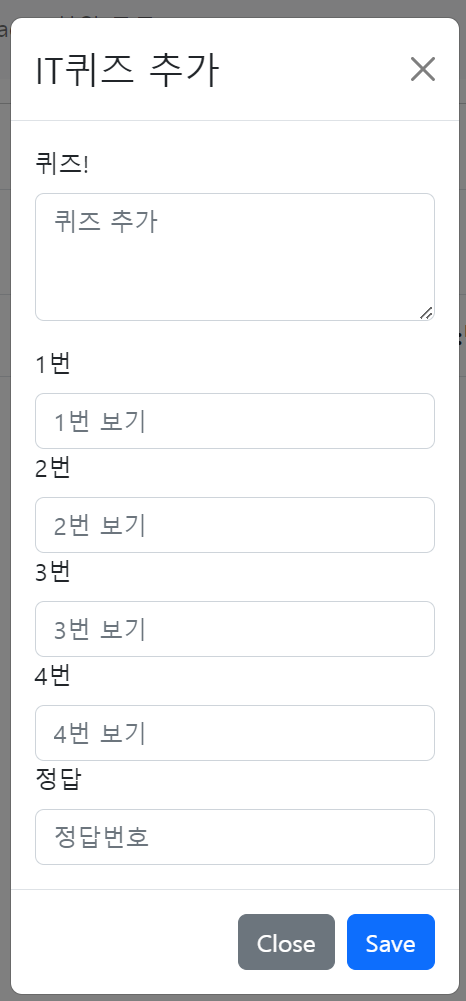 IT퀴즈 추가
퀴즈!
퀴즈 추가
1번
1번 보기
2번
2번 보기
3번
3번 보기
4번
4번 보기
정답
정답번호
Close
Save